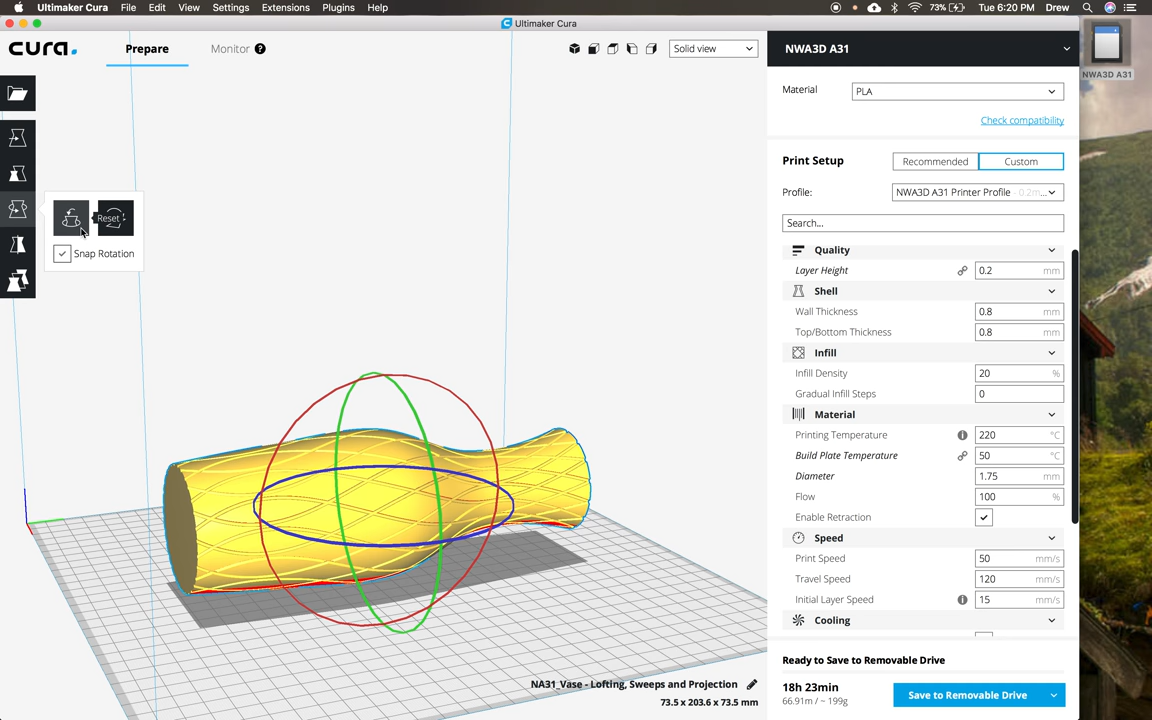 Ultimaker Cura File Edit View Settings Extensions Plugins Help 73% Tue 6:20 PM Drew
Ultimaker Cura
cura. Prepare Monitor ? Solid view NWA3D A31
NWA3D A31
Material PLA
Check compatibility
Print Setup Recommended Custom
Profile: NWA3D A31 Printer Profile 0.2m...
Search...
Reset
Snap Rotation
Quality
Layer Height 0.2 mm
Shell
Wall Thickness 0.8 mm
Top/Bottom Thickness 0.8 mm
Infill
Infill Density 20 %
Gradual Infill Steps 0
Material
Printing Temperature 220 °C
Build Plate Temperature 50 °C
Diameter 1.75 mm
Flow 100 %
Enable Retraction
Speed
Print Speed 50 mm/s
Travel Speed 120 mm/s
Initial Layer Speed 15 mm/s
Cooling
Ready to Save to Removable Drive
NA31_Vase - Lofting, Sweeps and Projection
73.5 x 203.6 x 73.5 mm
18h 23min
66.91m / ~ 199g
Save to Removable Drive